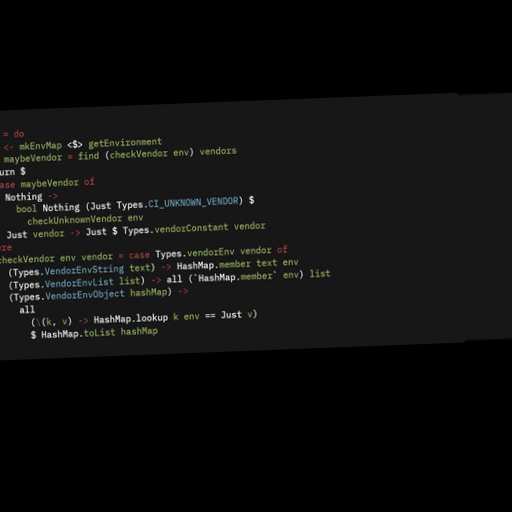 = do
<- mkEnvMap <$> getEnvironment
maybeVendor = find (checkVendor env) vendors
urn $
ase maybeVendor of
Nothing ->
bool Nothing (Just Types.CI_UNKNOWN_VENDOR) $
checkUnknownVendor env
Just vendor -> Just $ Types.vendorConstant vendor
ere
checkVendor env vendor = case Types.vendorEnv vendor of
(Types.VendorEnvString text) -> HashMap.member text env
(Types.VendorEnvList list) -> all (`HashMap.member` env) list
(Types.VendorEnvObject hashMap) ->
all
(\(k, v) -> HashMap.lookup k env == Just v)
$ HashMap.toList hashMap